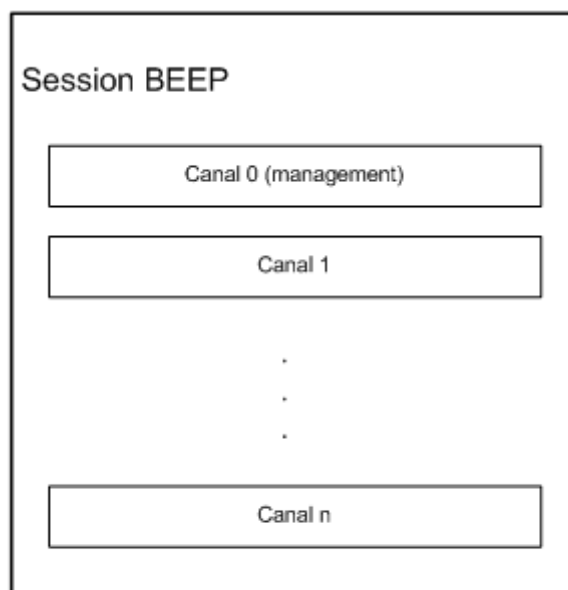 Session BEEP
Canal 0 (management)
Canal 1
.
.
.
Canal n